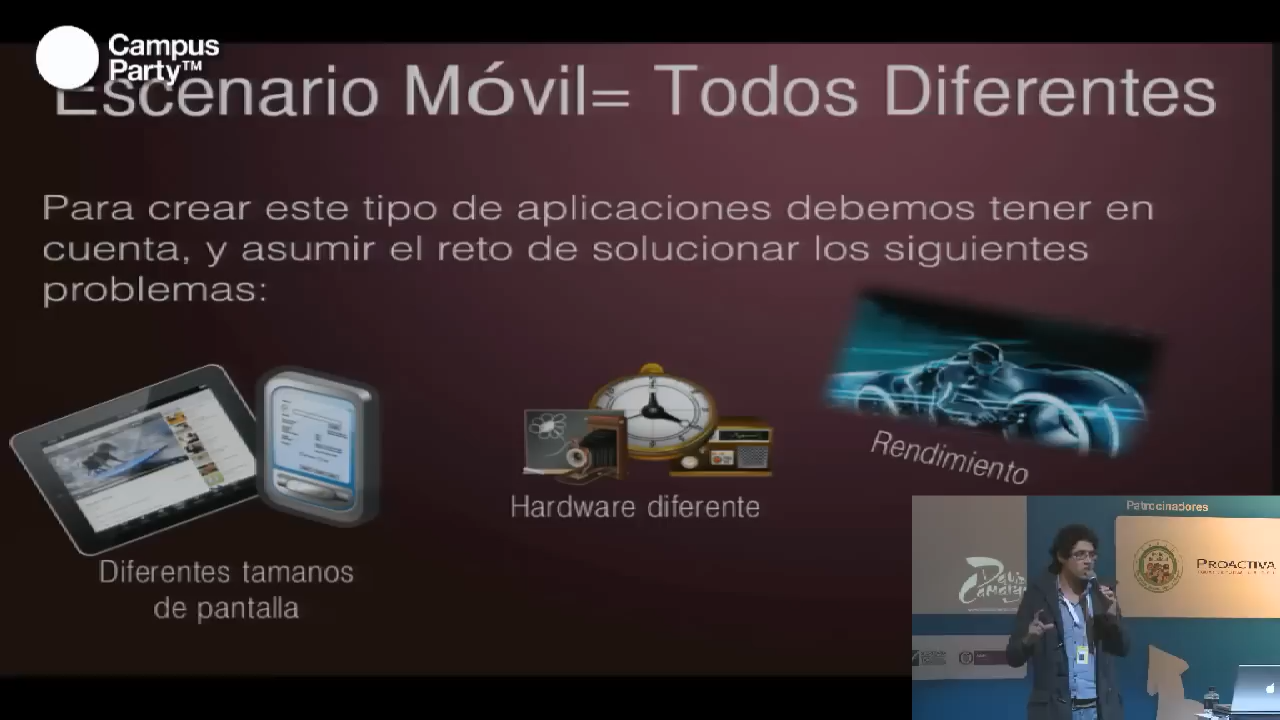 Campus
Party™
Escenario Móvil= Todos Diferentes
Para crear este tipo de aplicaciones debemos tener en
cuenta, y asumir el reto de solucionar los siguientes
problemas:
Rendimiento
Hardware diferente
Diferentes tamanos
de pantalla
Patrocinadores
PROACTIVA